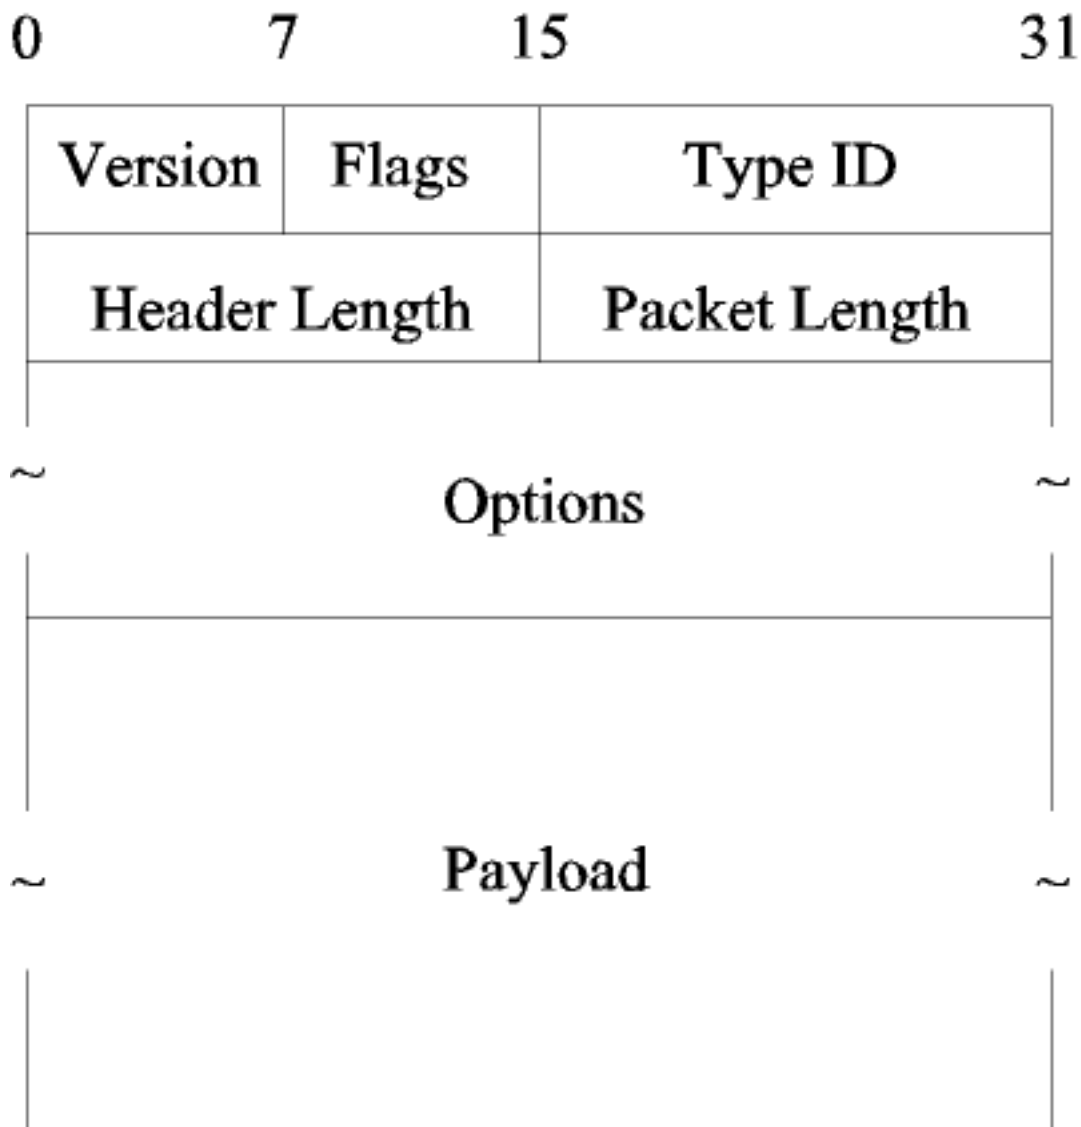 0 7 15 31
Version Flags Type ID
Header Length Packet Length
~ ~
Options
Payload
~ ~